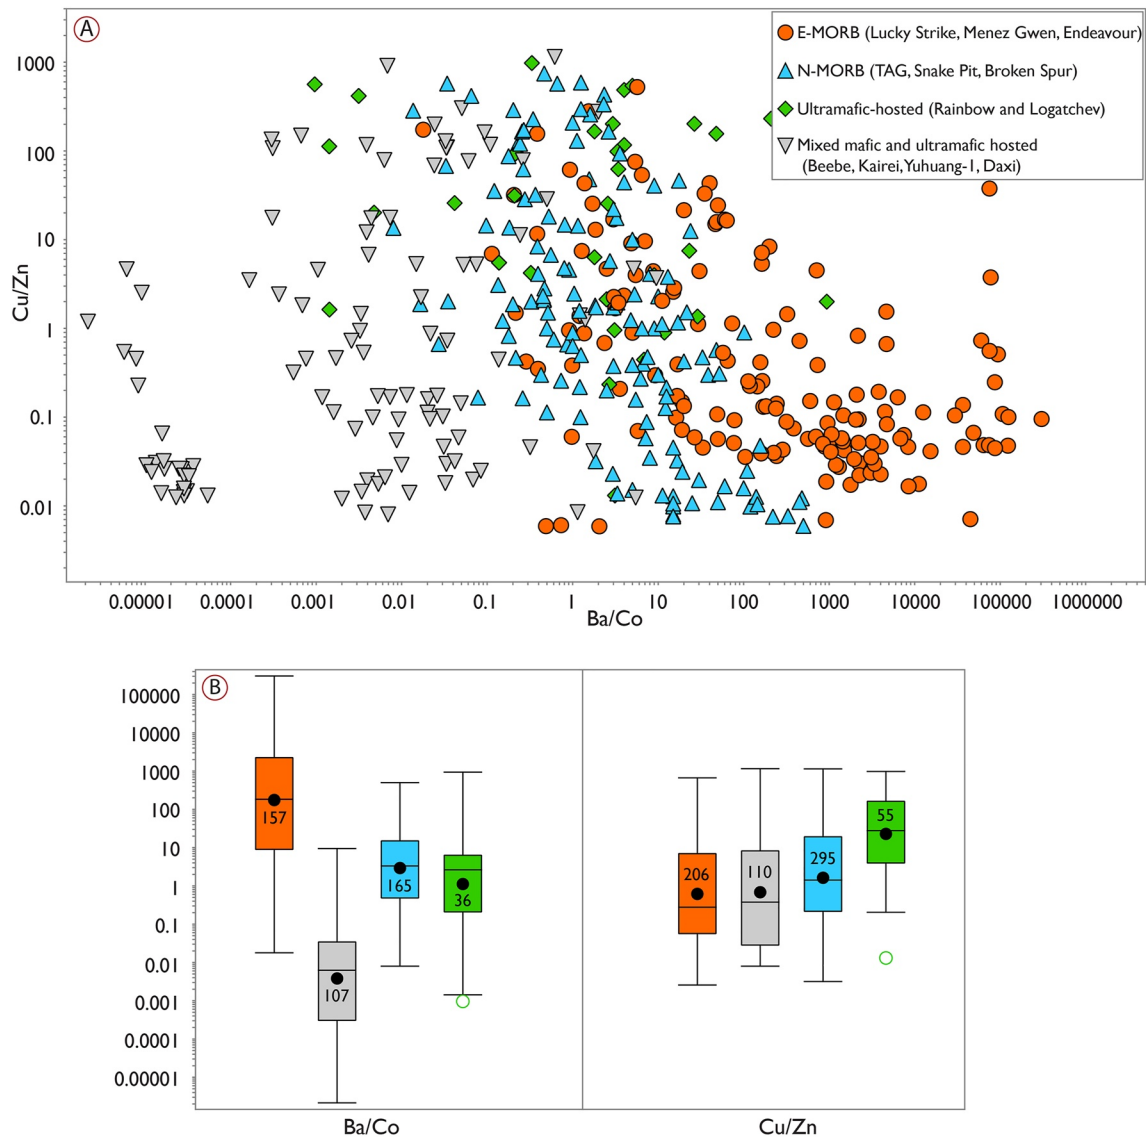 A
E-MORB (Lucky Strike, Menez Gwen, Endeavour)
N-MORB (TAG, Snake Pit, Broken Spur)
Ultramafic-hosted (Rainbow and Logatchev)
Mixed mafic and ultramafic hosted
(Beebe, Kairei, Yuhuang-1, Daxi)
1000
100
10
1
0.1
0.01
Cu/Zn
0.00001 0.0001 0.001 0.01 0.1 1 10 100 1000 10000 100000 1000000
Ba/Co
B
100000
10000
1000
100
10
1
0.1
0.01
0.001
0.0001
0.00001
157
107
165
36
206
110
295
55
Ba/Co
Cu/Zn